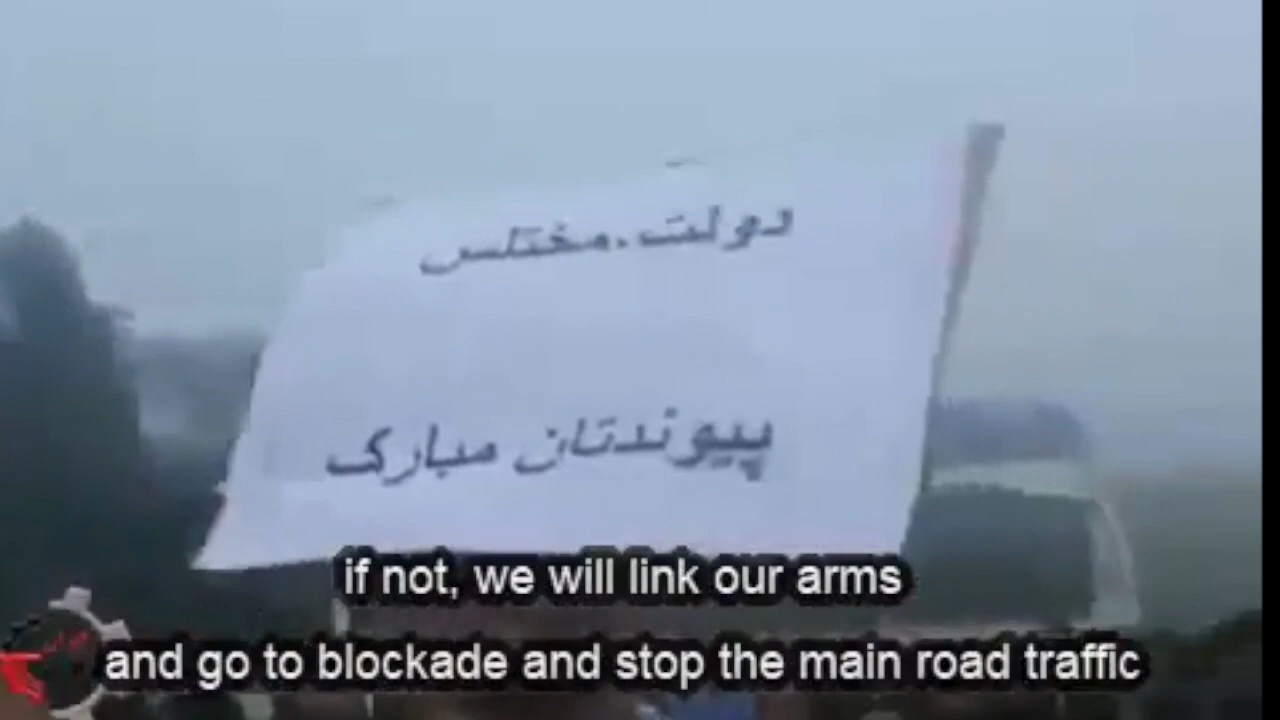 دولت.مختلس
پیوندتان مبارک
if not, we will link our arms
and go to blockade and stop the main road traffic